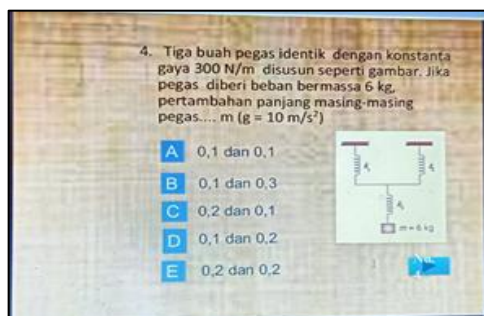 4. Tiga buah pegas identik dengan konstanta
gaya 300 N/m disusun seperti gambar. Jika
pegas diberi beban bermassa 6 kg,
pertambahan panjang masing-masing
pegas.... m (g = 10 m/s²)
A 0,1 dan 0,1
B 0,1 dan 0,3
C 0,2 dan 0,1
D 0,1 dan 0,2
E 0,2 dan 0,2
m = 6 kg